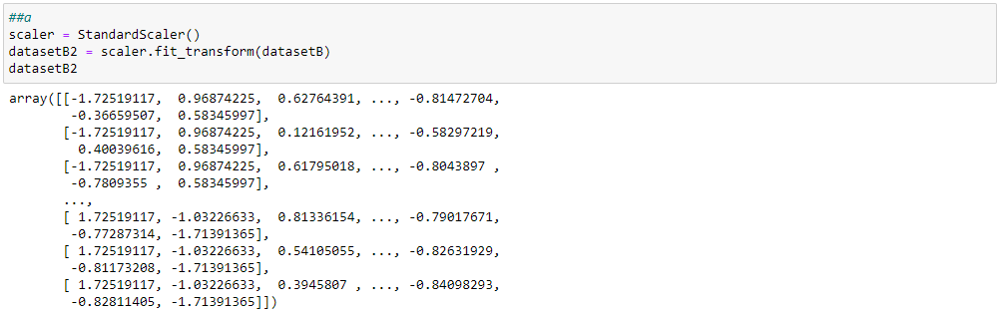 ##a
scaler = StandardScaler()
datasetB2 = scaler.fit_transform(datasetB)
datasetB2
array([[-1.72519117,  0.96874225,  0.62764391, ..., -0.81472704,
        -0.36659507,  0.58345997],
       [-1.72519117,  0.96874225,  0.12161952, ..., -0.58297219,
         0.40039616,  0.58345997],
       [-1.72519117,  0.96874225,  0.61795018, ..., -0.8043897 ,
        -0.7809355 ,  0.58345997],
       ...,
       [ 1.72519117, -1.03226633,  0.81336154, ..., -0.79017671,
        -0.77287314, -1.71391365],
       [ 1.72519117, -1.03226633,  0.54105055, ..., -0.82631929,
        -0.81173208, -1.71391365],
       [ 1.72519117, -1.03226633,  0.3945807 , ..., -0.84098293,
        -0.82811405, -1.71391365]])